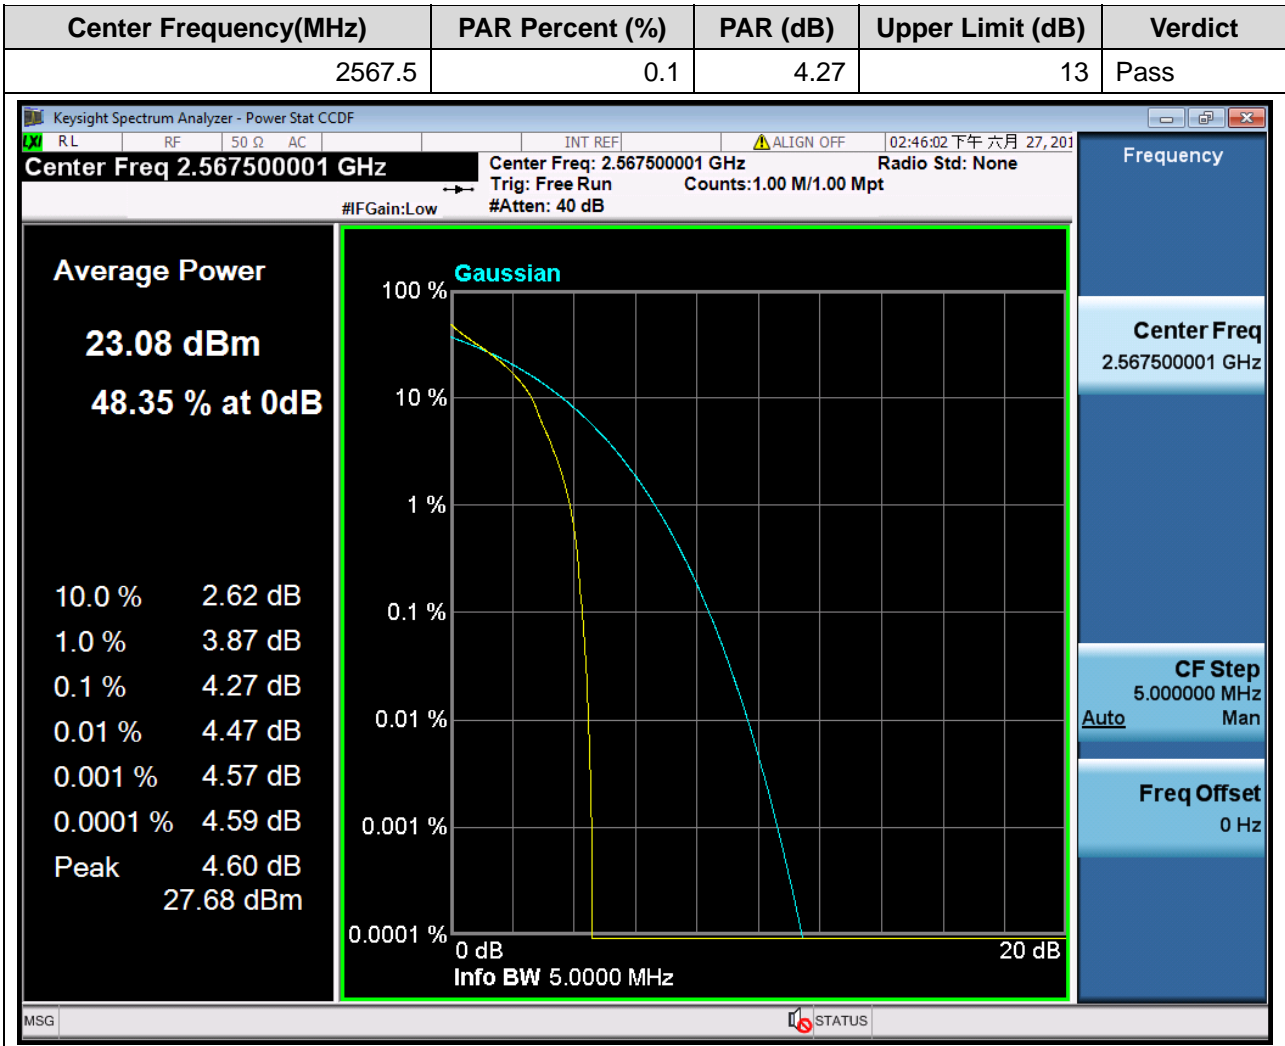 Center Frequency(MHz) PAR Percent (%) PAR (dB) Upper Limit (dB) Verdict
2567.5 0.1 4.27 13 Pass
Keysight Spectrum Analyzer - Power Stat CCDF
LXI RL RF 50 Ω AC INT REF ALIGN OFF 02:46:02 下午 六月 27, 201
Center Freq 2.567500001 GHz
Center Freq: 2.567500001 GHz Radio Std: None
Trig: Free Run Counts:1.00 M/1.00 Mpt
#IFGain:Low #Atten: 40 dB
Average Power
23.08 dBm
48.35 % at 0dB
10.0 % 2.62 dB
1.0 % 3.87 dB
0.1 % 4.27 dB
0.01 % 4.47 dB
0.001 % 4.57 dB
0.0001 % 4.59 dB
Peak 4.60 dB
27.68 dBm
Gaussian
100 %
10 %
1 %
0.1 %
0.01 %
0.001 %
0.0001 %
0 dB 20 dB
Info BW 5.0000 MHz
Frequency
Center Freq
2.567500001 GHz
CF Step
5.000000 MHz
Auto Man
Freq Offset
0 Hz
MSG STATUS